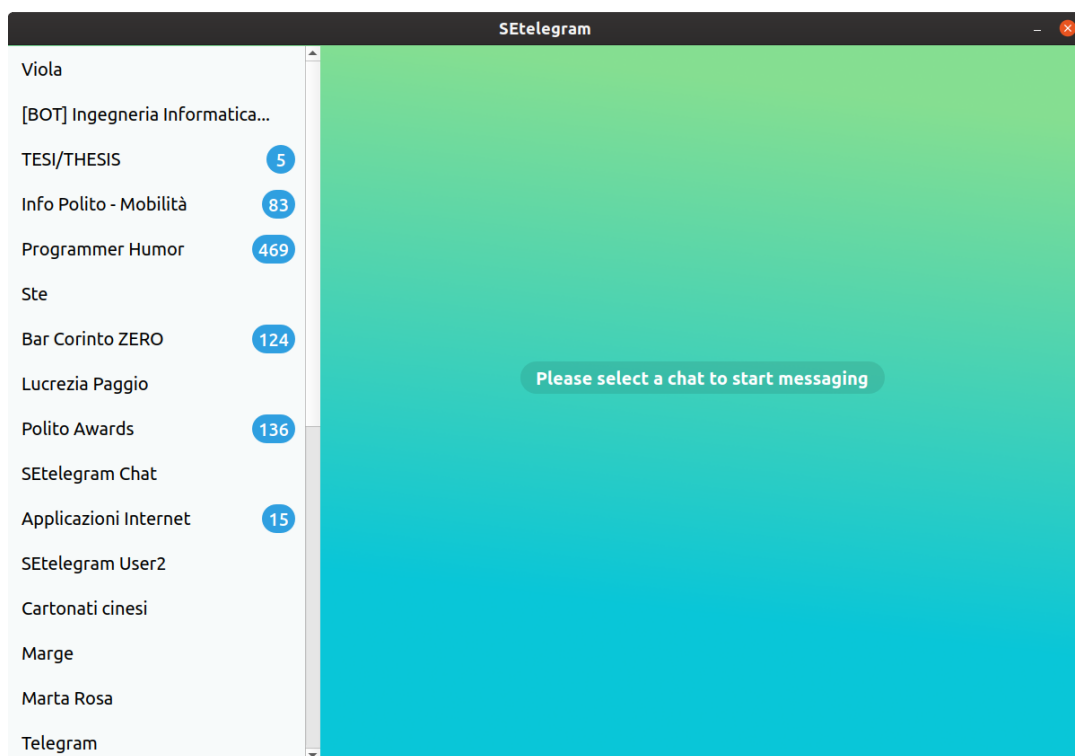 SEtelegram
Viola
[BOT] Ingegneria Informatica...
TESI/THESIS 5
Info Polito - Mobilità 83
Programmer Humor 469
Ste
Bar Corinto ZERO 124
Lucrezia Paggio
Polito Awards 136
SEtelegram Chat
Applicazioni Internet 15
SEtelegram User2
Cartonati cinesi
Marge
Marta Rosa
Telegram
Please select a chat to start messaging